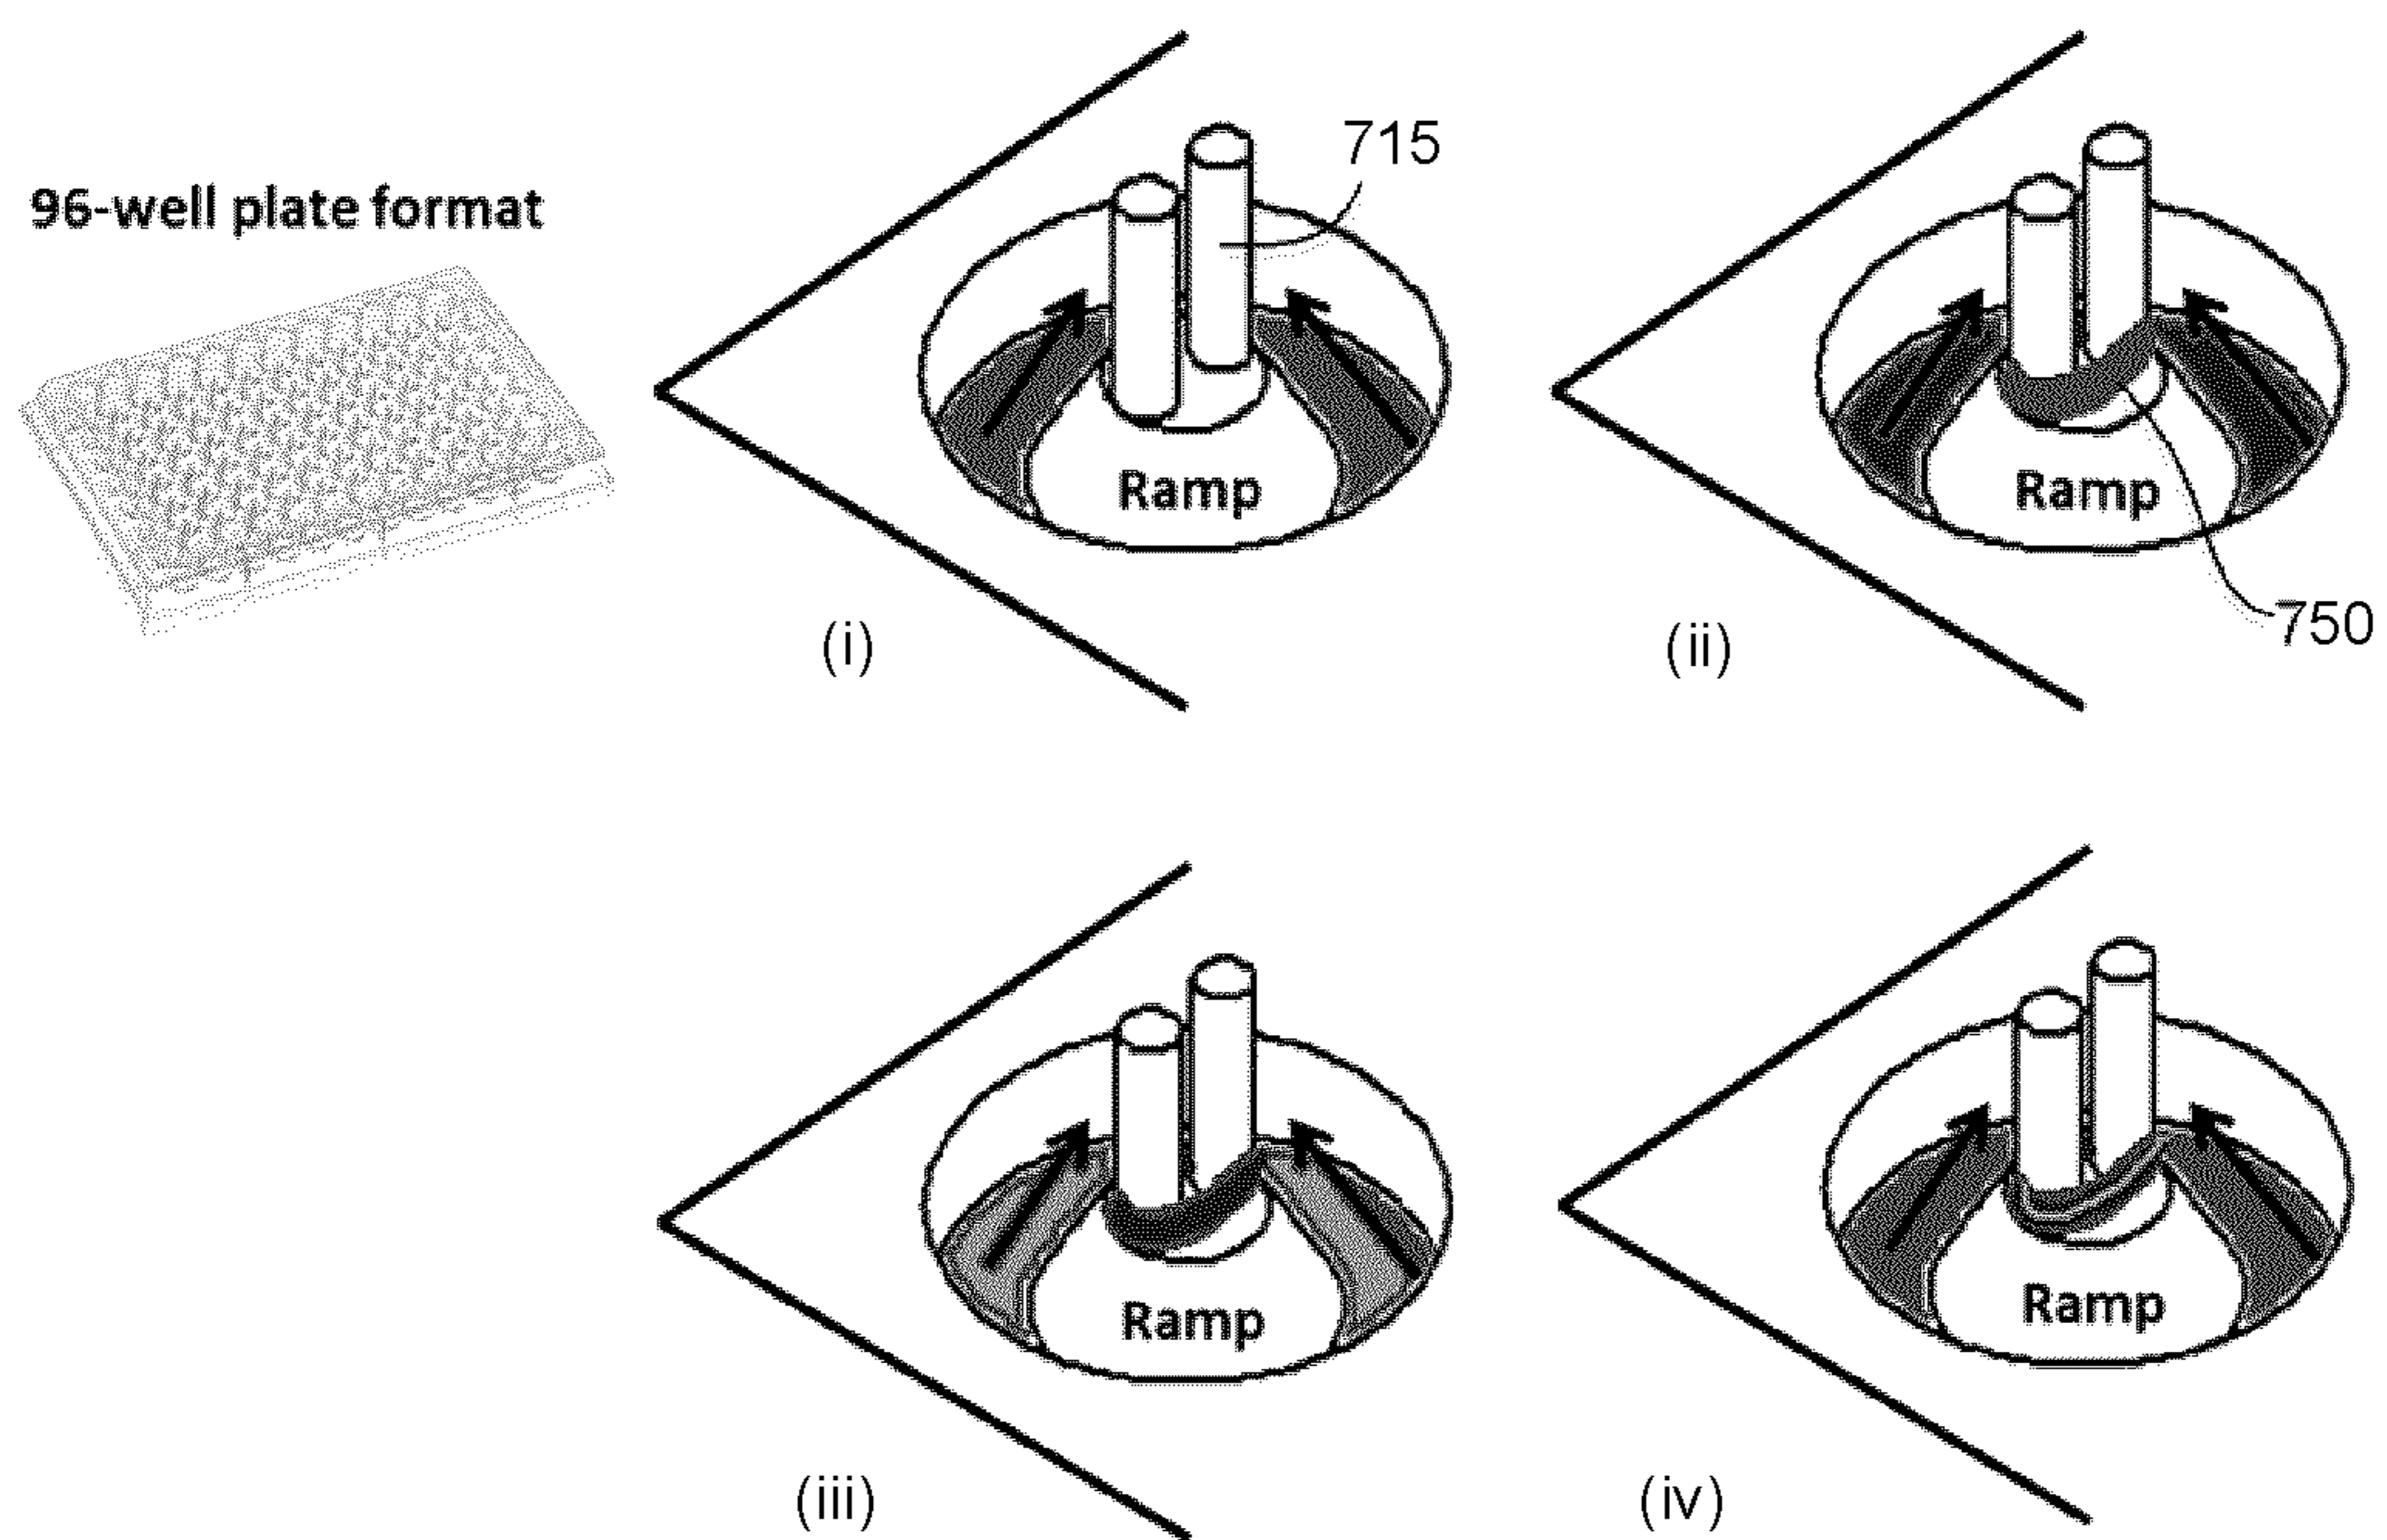 96-well plate format
715
Ramp
(i)
Ramp
(ii)
750
Ramp
(iii)
Ramp
(iv)